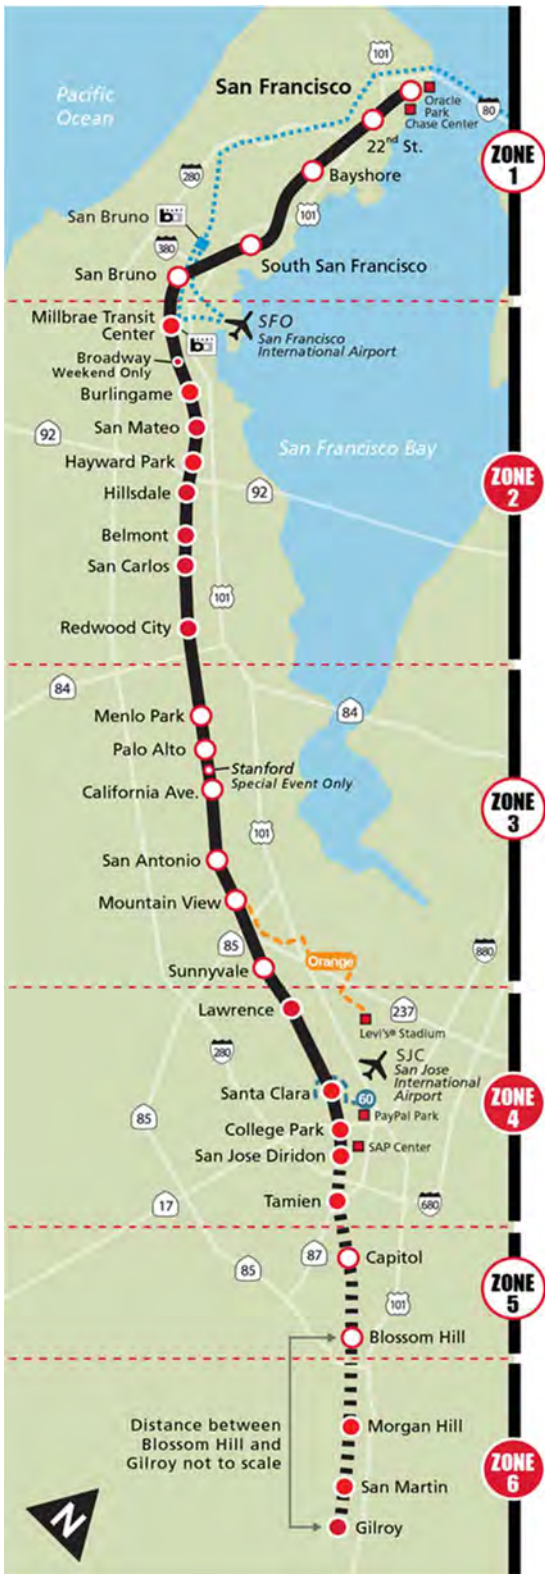 Pacific
Ocean
101
San Francisco
Oracle
Park
Chase Center
80
22nd St.
ZONE
1
Bayshore
280
San Bruno
101
380
South San Francisco
San Bruno
Millbrae Transit
Center
SFO
San Francisco
International Airport
Broadway
Weekend Only
Burlingame
San Mateo
92
San Francisco Bay
Hayward Park
ZONE
2
Hillsdale
92
Belmont
San Carlos
101
Redwood City
84
Menlo Park
84
Palo Alto
Stanford
Special Event Only
California Ave.
ZONE
3
101
San Antonio
Mountain View
85
880
Orange
Sunnyvale
Lawrence
237
Levi's® Stadium
280
SJC
San Jose
International
Airport
Santa Clara
60
ZONE
4
PayPal Park
85
College Park
SAP Center
San Jose Diridon
17
Tamien
680
87
Capitol
85
ZONE
5
101
Blossom Hill
Distance between
Blossom Hill and
Gilroy not to scale
Morgan Hill
ZONE
6
San Martin
N
Gilroy